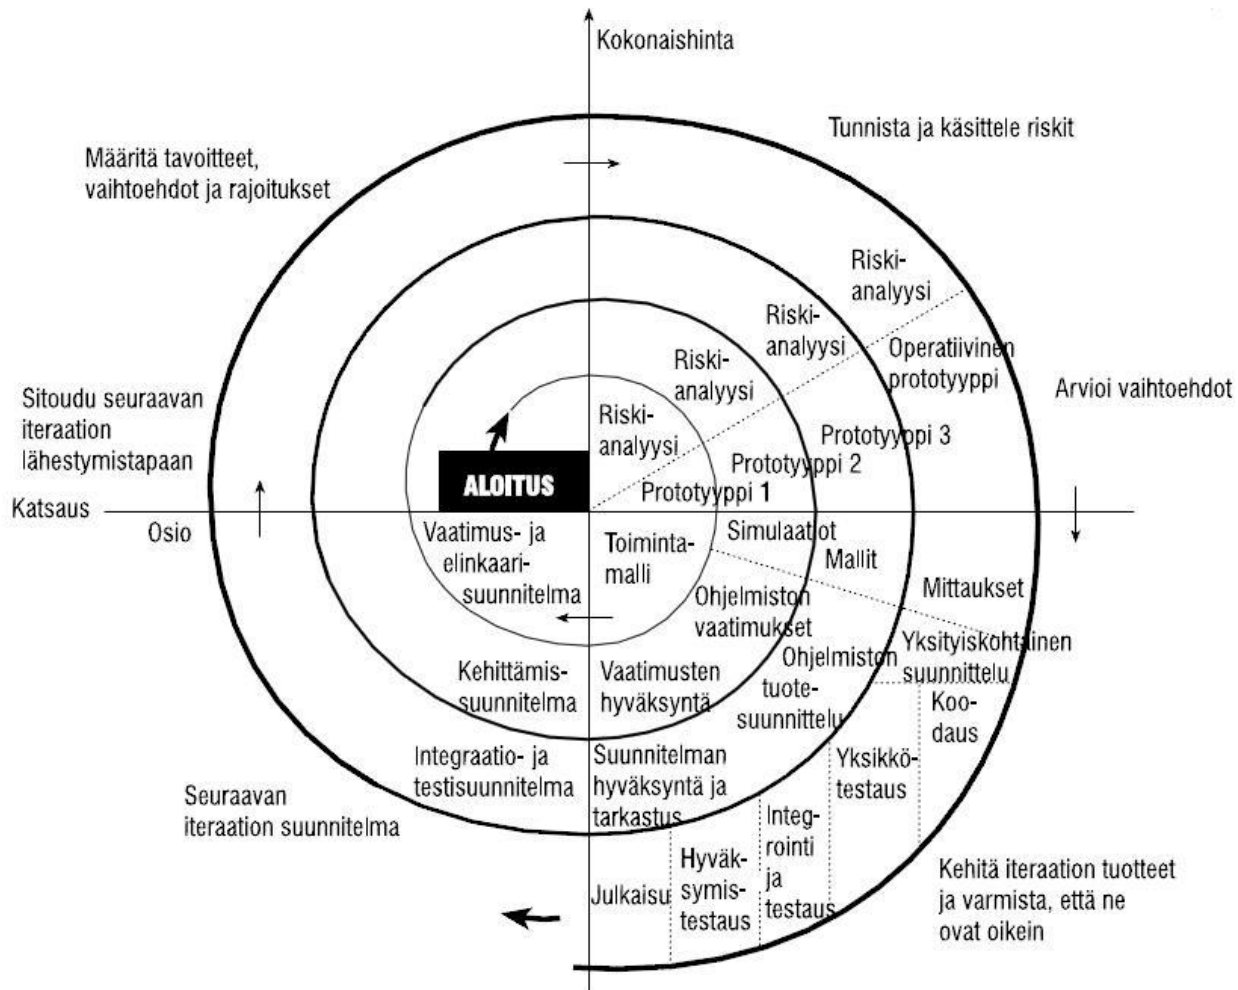 Kokonaishinta
Tunnista ja käsittele riskit
Määritä tavoitteet,
vaihtoehdot ja rajoitukset
Riski-
analyysi
Riski-
analyysi
Operatiivinen
prototyyppi
Riski-
analyysi
Arvioi vaihtoehdot
Sitoudu seuraavan
iteraation
lähestymistapaan
Riski-
analyysi
Prototyyppi 3
Prototyyppi 2
Prototyyppi 1
ALOITUS
Katsaus
Osio
Vaatimus- ja
elinkaari-
suunnitelma
Toiminta-
malli
Simulaatiot
Mallit
Mittaukset
Ohjelmiston
vaatimukset
Ohjelmiston
tuote-
suunnittelu
Yksityiskohtainen
suunnittelu
Kehittämis-
suunnitelma
Vaatimusten
hyväksyntä
Koo-
daus
Integraatio- ja
testisuunnitelma
Suunnitelman
hyväksyntä ja
tarkastus
Yksikkö-
testaus
Seuraavan
iteraation suunnitelma
Integ-
rointi
ja
testaus
Hyväk-
symis-
testaus
Julkaisu
Kehitä iteraation tuotteet
ja varmista, että ne
ovat oikein